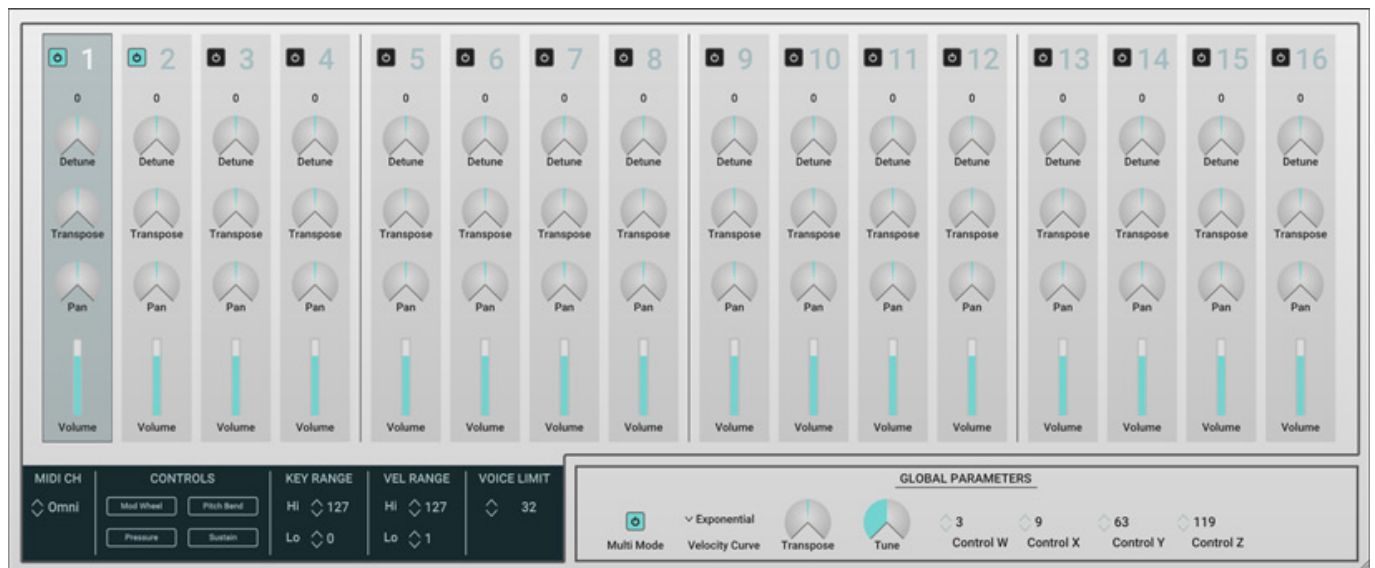 1 2 3 4 5 6 7 8 9 10 11 12 13 14 15 16
0 0 0 0 0 0 0 0 0 0 0 0 0 0 0 0
Detune Detune Detune Detune Detune Detune Detune Detune Detune Detune Detune Detune Detune Detune Detune Detune
Transpose Transpose Transpose Transpose Transpose Transpose Transpose Transpose Transpose Transpose Transpose Transpose Transpose Transpose Transpose Transpose
Pan Pan Pan Pan Pan Pan Pan Pan Pan Pan Pan Pan Pan Pan Pan Pan
Volume Volume Volume Volume Volume Volume Volume Volume Volume Volume Volume Volume Volume Volume Volume Volume
MIDI CH CONTROLS KEY RANGE VEL RANGE VOICE LIMIT
Omni Mod Wheel Pitch Bend Hi 127 Hi 127 32
Pressure Sustain Lo 0 Lo 1
GLOBAL PARAMETERS
Exponential 3 9 63 119
Multi Mode Velocity Curve Transpose Tune Control W Control X Control Y Control Z